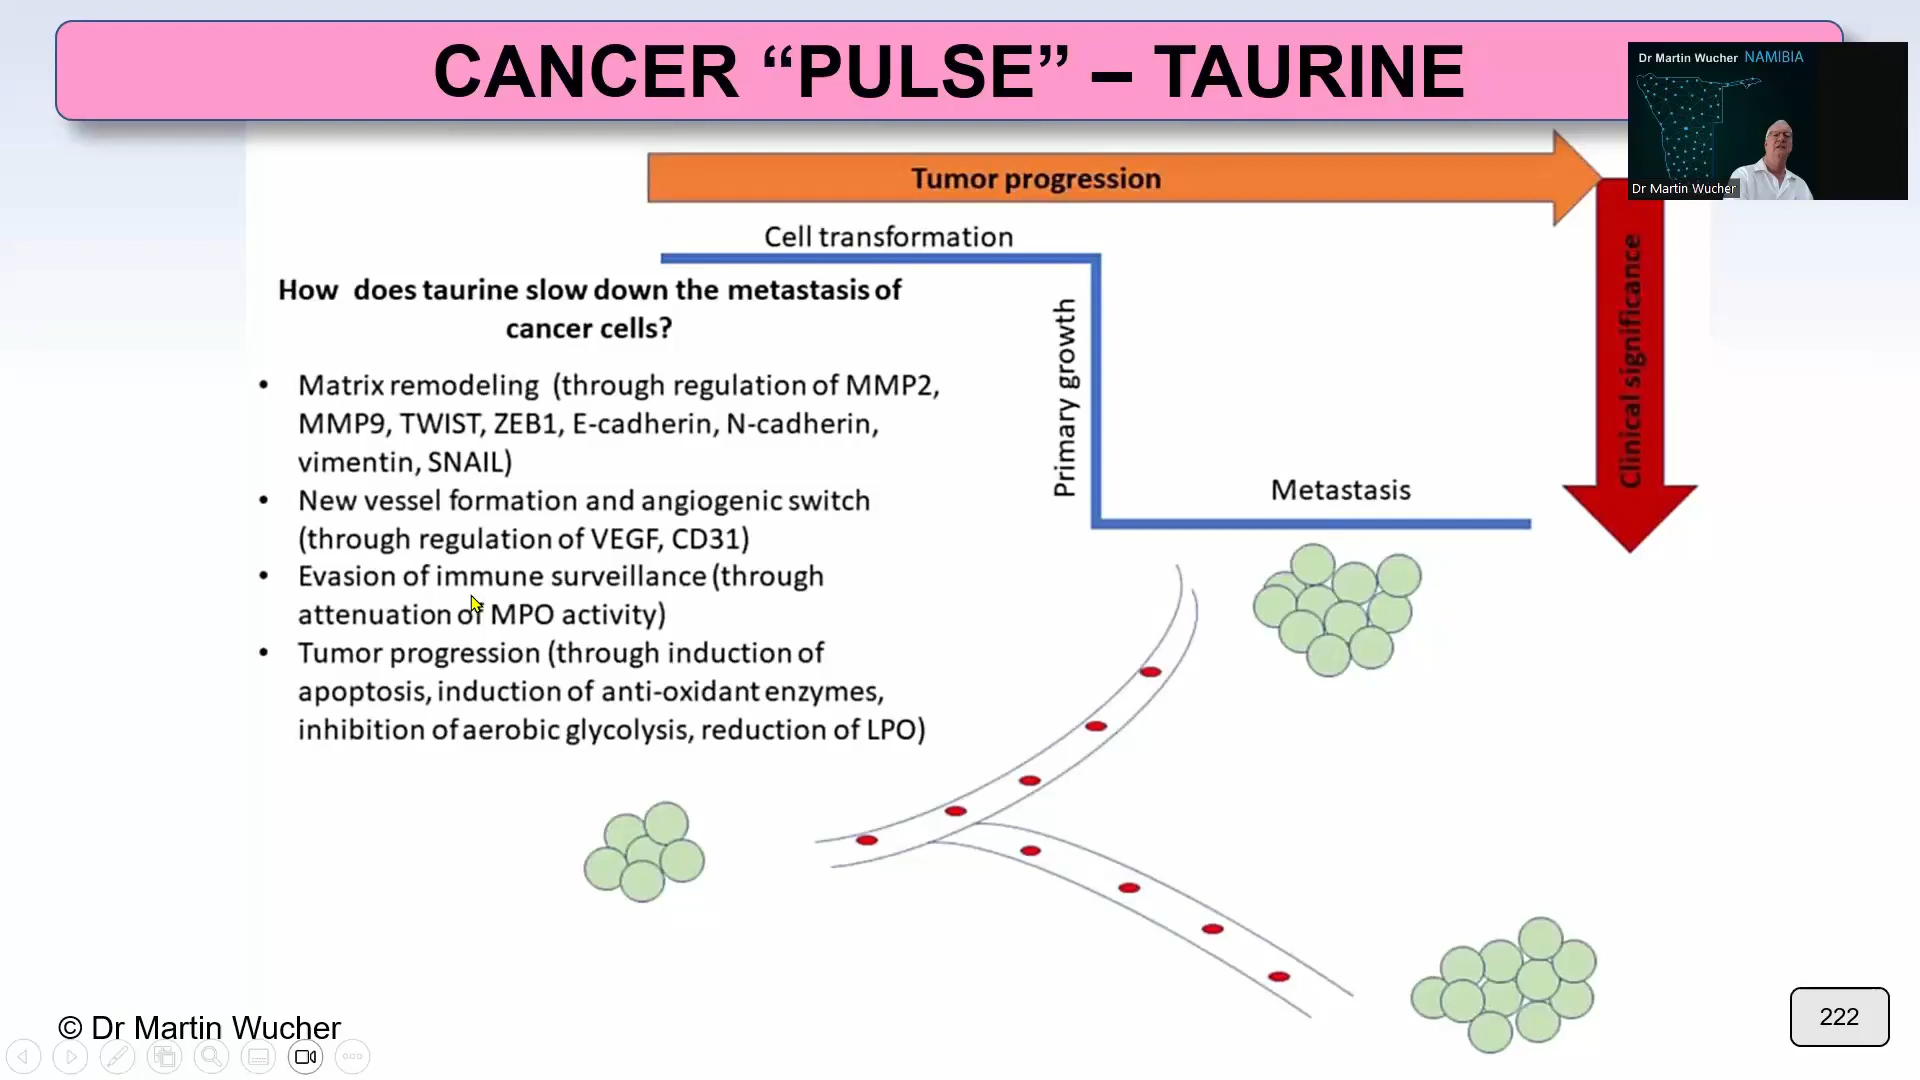 CANCER “PULSE” – TAURINE
Dr Martin Wucher NAMIBIA
Dr Martin Wucher
Tumor progression
Clinical significance
Cell transformation
Primary growth
Metastasis
How does taurine slow down the metastasis of
cancer cells?
• Matrix remodeling (through regulation of MMP2,
MMP9, TWIST, ZEB1, E-cadherin, N-cadherin,
vimentin, SNAIL)
• New vessel formation and angiogenic switch
(through regulation of VEGF, CD31)
• Evasion of immune surveillance (through
attenuation of MPO activity)
• Tumor progression (through induction of
apoptosis, induction of anti-oxidant enzymes,
inhibition of aerobic glycolysis, reduction of LPO)
© Dr Martin Wucher
222